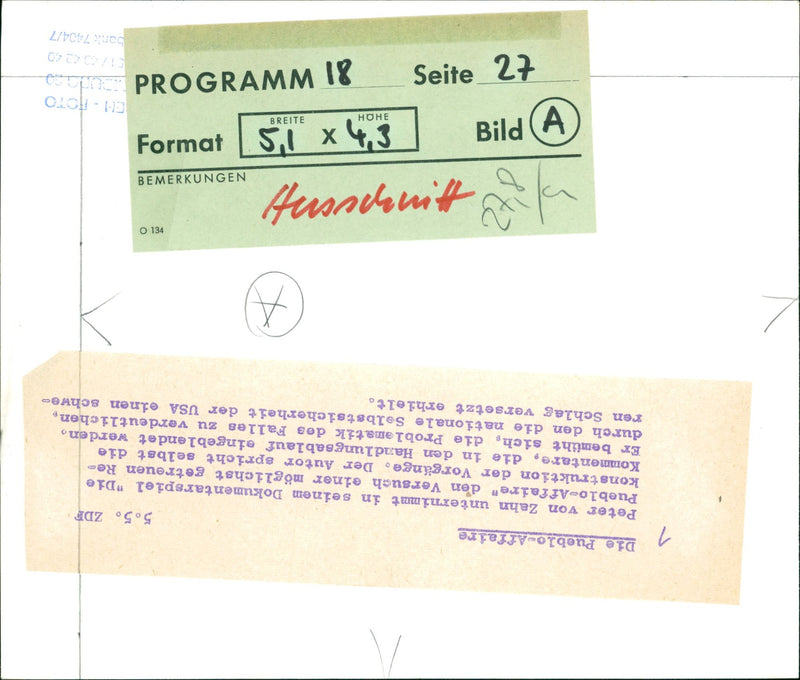 PROGRAMM 18 Seite 27
Format BREITE 5,1 X HÖHE 4,3 Bild A
BEMERKUNGEN
Ausschnitt
O 134
A
Die Pueblo-Affaire
5.5. ZDF
Peter von Zahn unternimmt in seinem Dokumentarspiel "Die
Pueblo-Affaire" den Versuch einer möglichst getreuen Re-
konstruktion der Vorgänge. Der Autor spricht selbst die
Kommentare, die in den Handlungsablauf eingeblendet werden.
Er bemüht sich, die Problematik des Falles zu verdeutlichen,
durch den die nationale Selbstsicherheit der USA einen schwe-
ren Schlag versetzt erhielt.